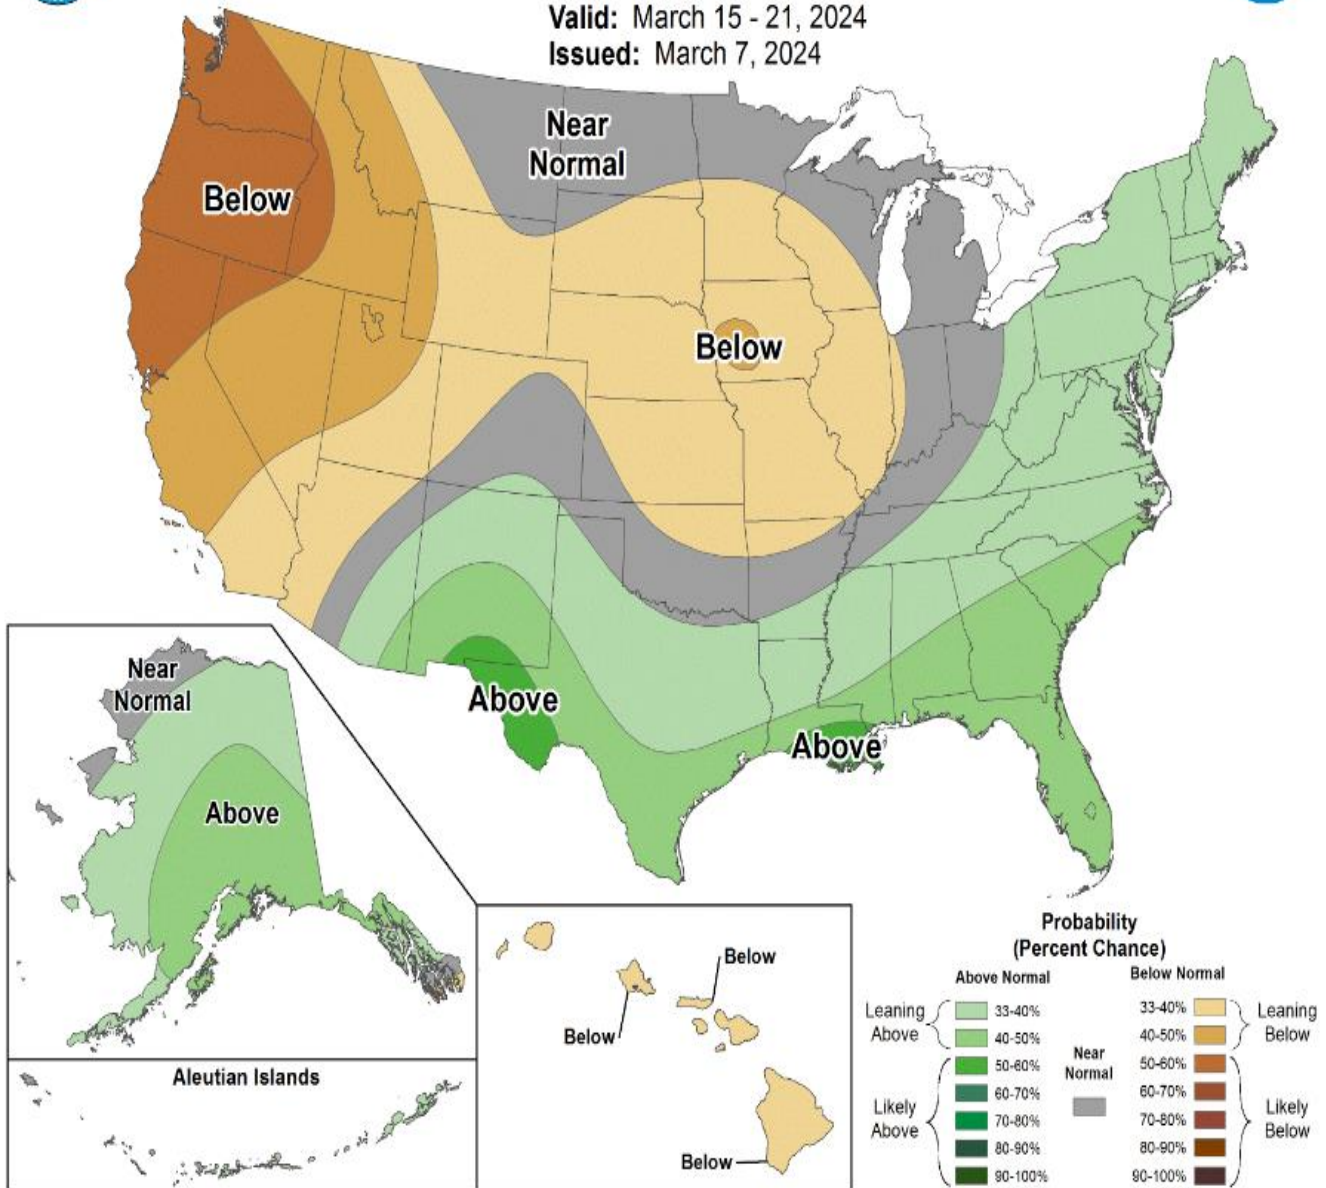 Valid: March 15 - 21, 2024
Issued: March 7, 2024
Near
Normal
Below
Below
Above
Above
Near
Normal
Above
Aleutian Islands
Below
Below
Below
Probability
(Percent Chance)
Above Normal
Below Normal
Leaning
Above
33-40%
40-50%
Near
Normal
33-40%
40-50%
Leaning
Below
Likely
Above
50-60%
60-70%
70-80%
80-90%
90-100%
50-60%
60-70%
70-80%
80-90%
90-100%
Likely
Below